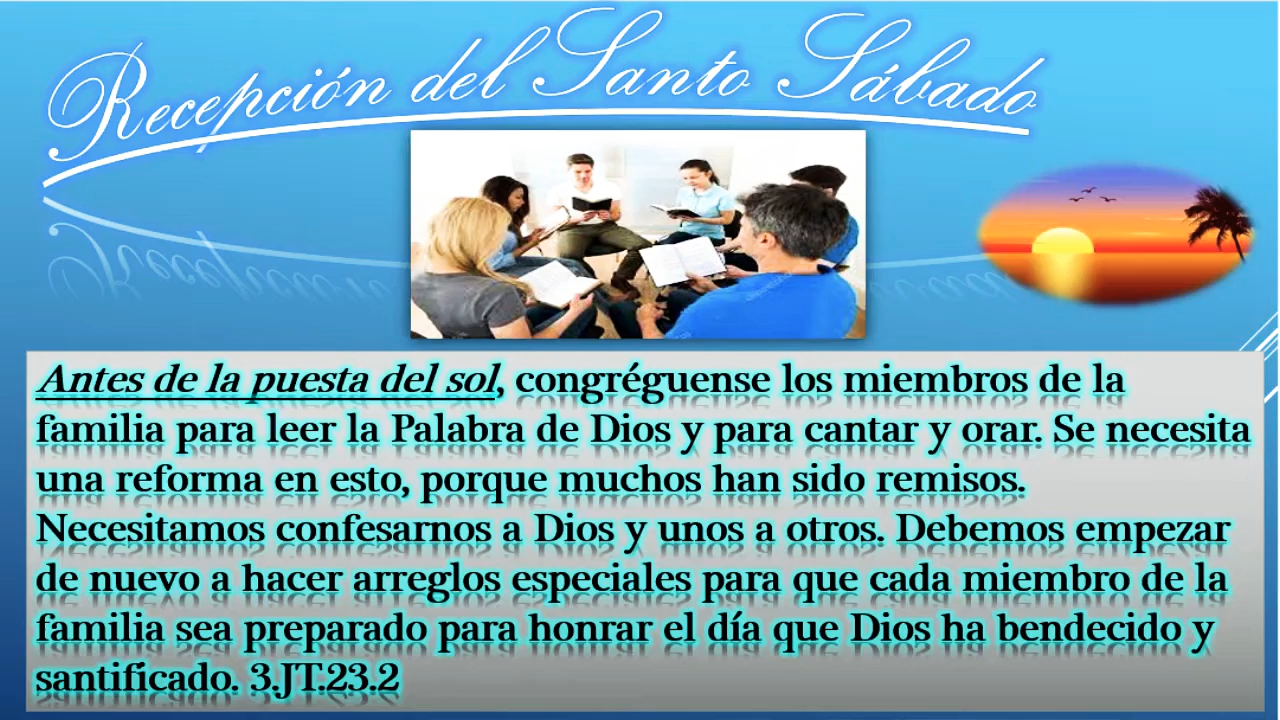 Recepción del Santo Sábado
Antes de la puesta del sol, congréguense los miembros de la
familia para leer la Palabra de Dios y para cantar y orar. Se necesita
una reforma en esto, porque muchos han sido remisos.
Necesitamos confesarnos a Dios y unos a otros. Debemos empezar
de nuevo a hacer arreglos especiales para que cada miembro de la
familia sea preparado para honrar el día que Dios ha bendecido y
santificado. 3.JT.23.2